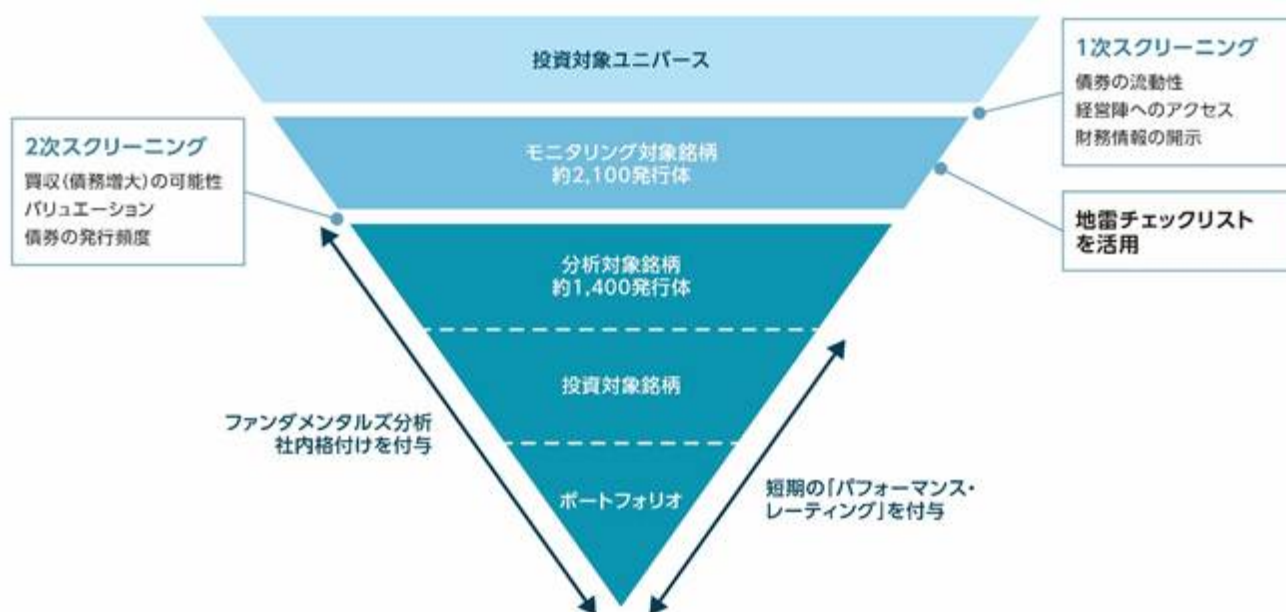 投資対象ユニバース
1次スクリーニング
債券の流動性
経営陣へのアクセス
財務情報の開示
モニタリング対象銘柄
約2,100発行体
2次スクリーニング
買収(債務増大)の可能性
バリュエーション
債券の発行頻度
地雷チェックリスト
を活用
分析対象銘柄
約1,400発行体
投資対象銘柄
ファンダメンタルズ分析
社内格付けを付与
ポートフォリオ
短期の「パフォーマンス・
レーティング」を付与